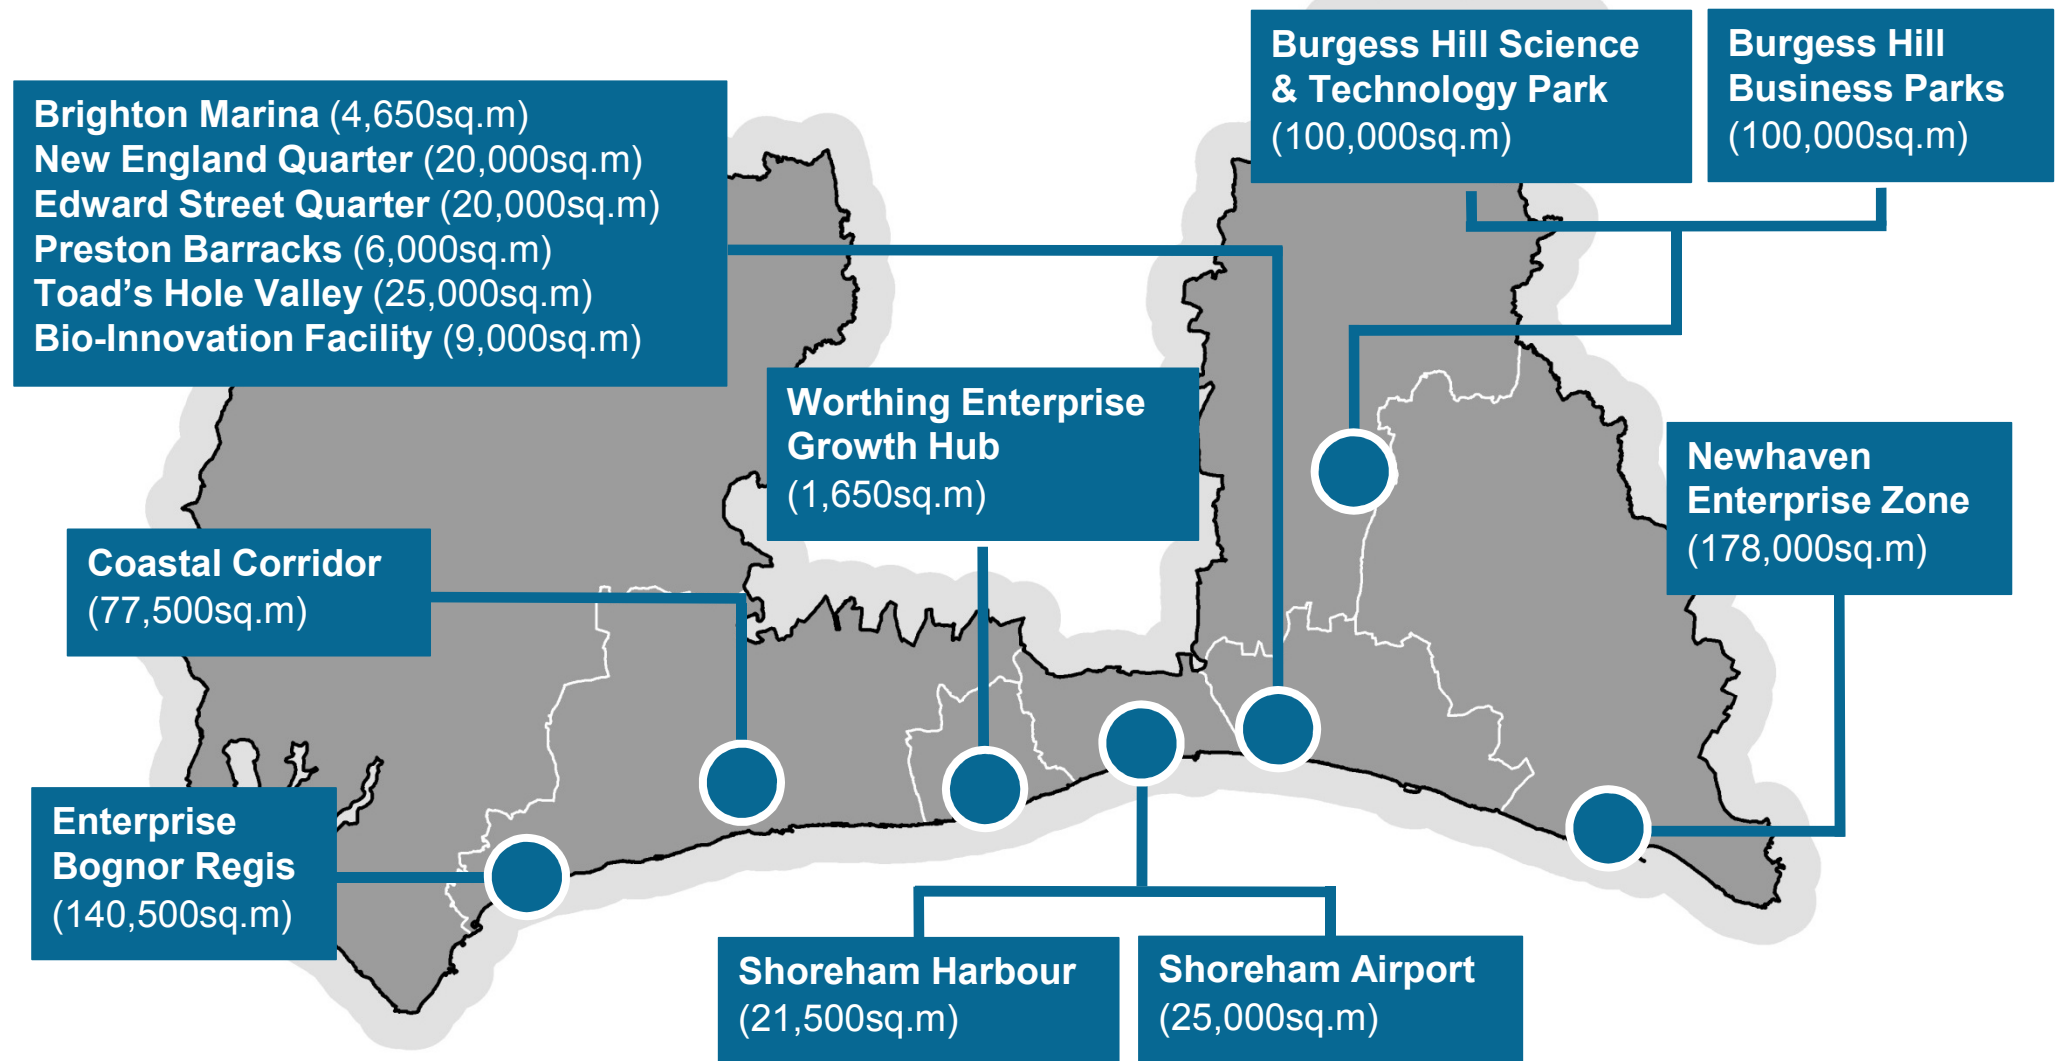 Burgess Hill Science
& Technology Park
(100,000sq.m)
Burgess Hill
Business Parks
(100,000sq.m)
Brighton Marina (4,650sq.m)
New England Quarter (20,000sq.m)
Edward Street Quarter (20,000sq.m)
Preston Barracks (6,000sq.m)
Toad’s Hole Valley (25,000sq.m)
Bio-Innovation Facility (9,000sq.m)
Worthing Enterprise
Growth Hub
(1,650sq.m)
Newhaven
Enterprise Zone
(178,000sq.m)
Coastal Corridor
(77,500sq.m)
Enterprise
Bognor Regis
(140,500sq.m)
Shoreham Harbour
(21,500sq.m)
Shoreham Airport
(25,000sq.m)